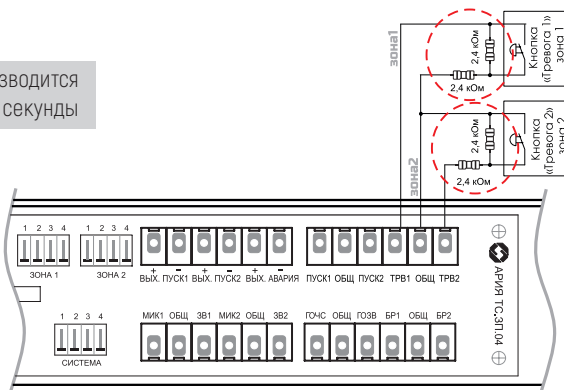 зводится
секунды
зона1
2,4 кОм
2,4 кОм
Кнопка
«Тревога 1»
зона 1
зона2
2,4 кОм
2,4 кОм
Кнопка
«Тревога 2»
зона 2
1 2 3 4
ЗОНА 1
1 2 3 4
ЗОНА 2
+ – + – +
ВЫХ. ПУСК1 ВЫХ. ПУСК2 ВЫХ. АВАРИЯ
ПУСК1 ОБЩ ПУСК2 ТРВ1 ОБЩ ТРВ2
АРИЯ ТС.ЗП.04
1 2 3 4
СИСТЕМА
МИК1 ОБЩ ЗВ1 МИК2 ОБЩ ЗВ2
ГОЧС ОБЩ ГОЗВ БР1 ОБЩ БР2